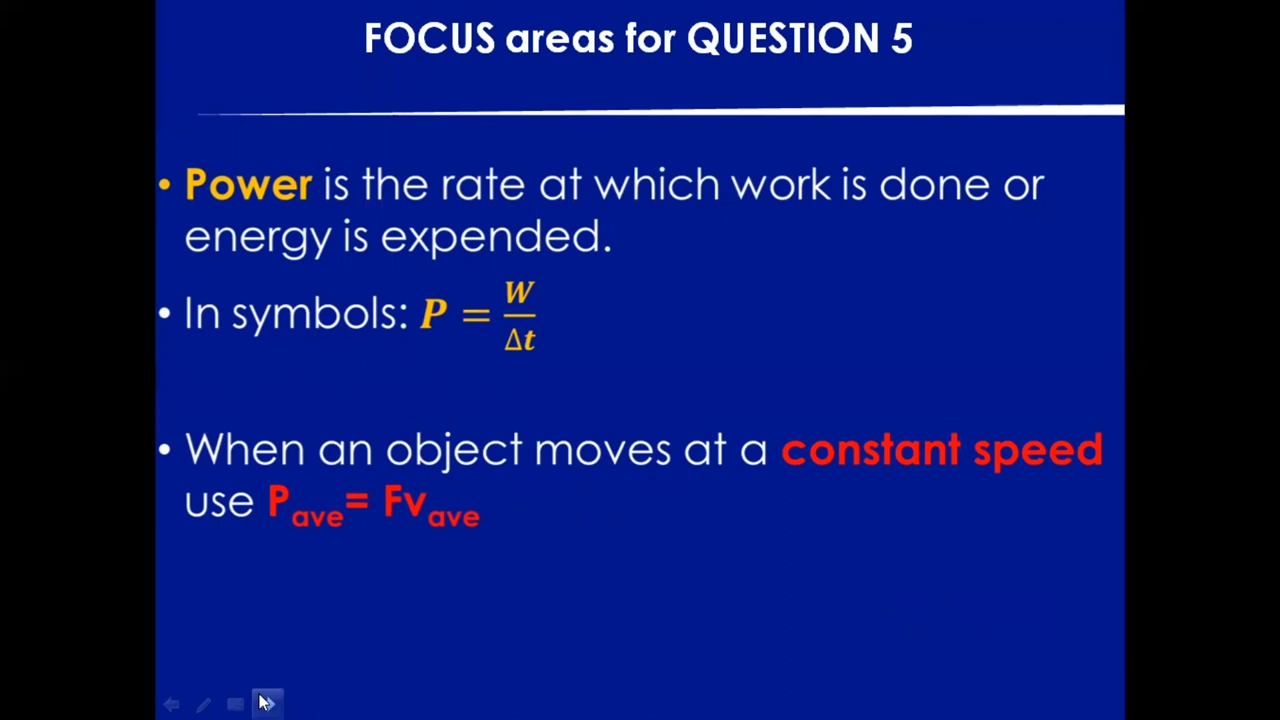 FOCUS areas for QUESTION 5
• Power is the rate at which work is done or
energy is expended.
• In symbols: P = W/Δt
• When an object moves at a constant speed
use Pave= Fvave